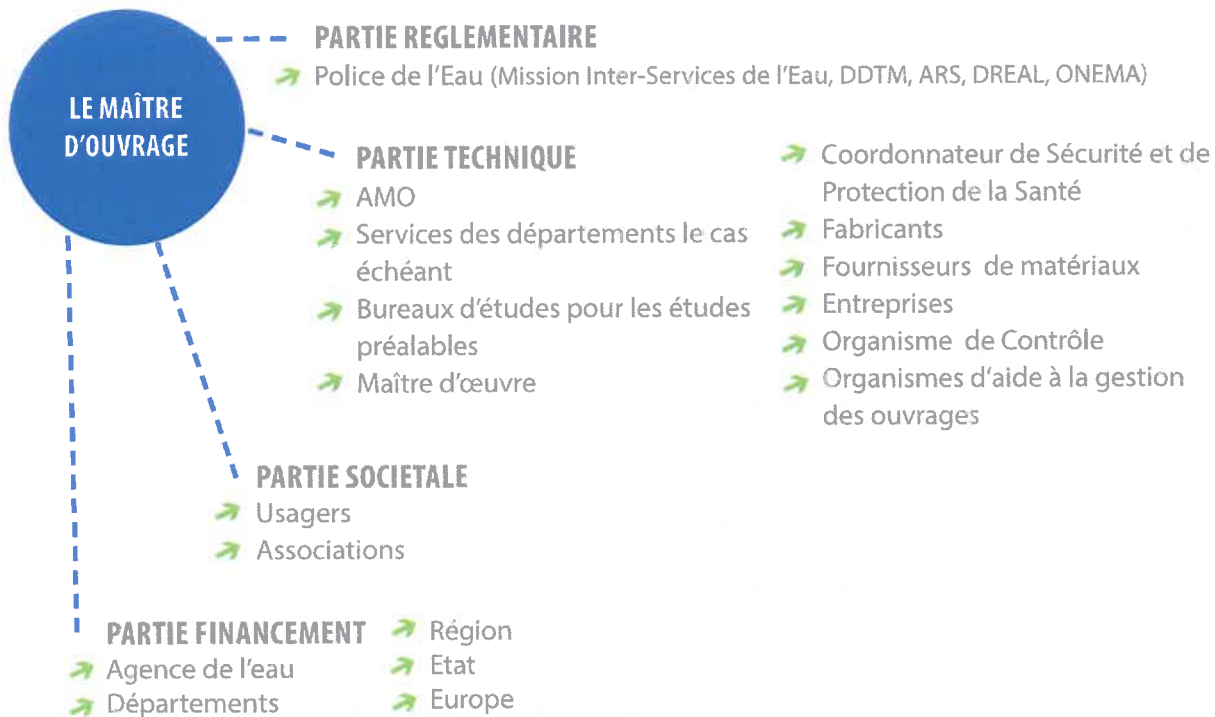 LE MAÎTRE
D'OUVRAGE
PARTIE REGLEMENTAIRE
Police de l'Eau (Mission Inter-Services de l'Eau, DDTM, ARS, DREAL, ONEMA)
PARTIE TECHNIQUE
AMO
Services des départements le cas
échéant
Bureaux d'études pour les études
préalables
Maître d'œuvre
Coordonnateur de Sécurité et de
Protection de la Santé
Fabricants
Fournisseurs de matériaux
Entreprises
Organisme de Contrôle
Organismes d'aide à la gestion
des ouvrages
PARTIE SOCIETALE
Usagers
Associations
PARTIE FINANCEMENT
Agence de l'eau
Départements
Région
Etat
Europe